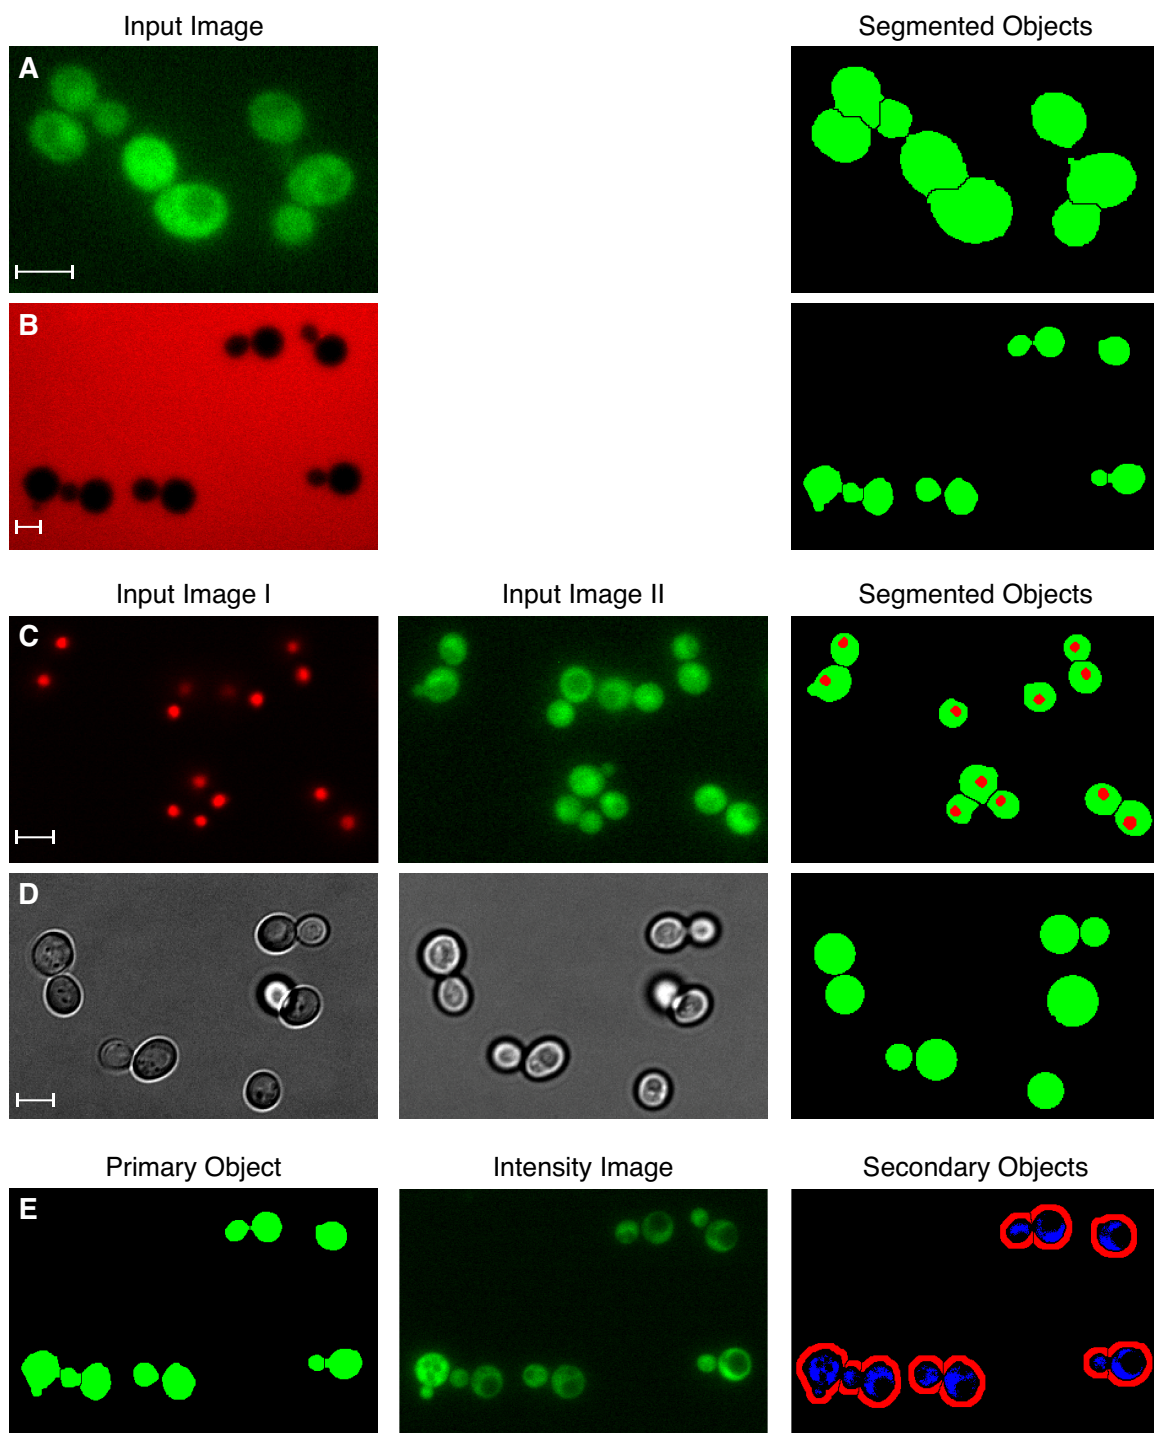 Input Image Segmented Objects
A
B
Input Image I Input Image II Segmented Objects
C
D
Primary Object Intensity Image Secondary Objects
E